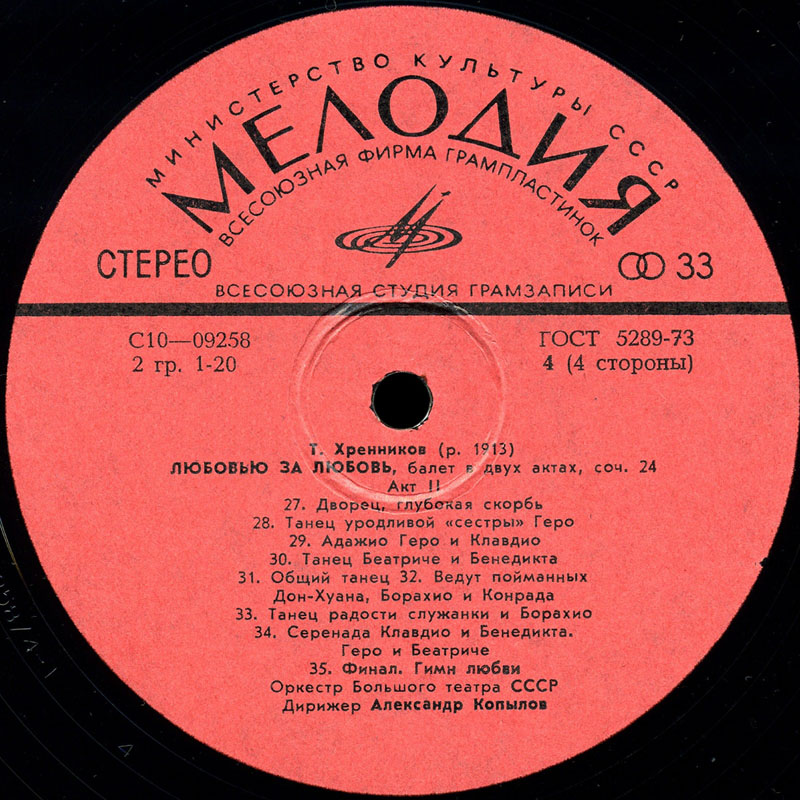 МИНИСТЕРСТВО КУЛЬТУРЫ СССР
МЕЛОДИЯ
ВСЕСОЮЗНАЯ ФИРМА ГРАМПЛАСТИНОК
СТЕРЕО
33
ВСЕСОЮЗНАЯ СТУДИЯ ГРАМЗАПИСИ
С10—09258
ГОСТ 5289-73
2 гр. 1-20
4 (4 стороны)
Т. Хренников (р. 1913)
ЛЮБОВЬЮ ЗА ЛЮБОВЬ, балет в двух актах, соч. 24
Акт II
27. Дворец, глубокая скорбь
28. Танец уродливой «сестры» Геро
29. Адажио Геро и Клавдио
30. Танец Беатриче и Бенедикта
31. Общий танец 32. Ведут пойманных
Дон-Хуана, Борахио и Конрада
33. Танец радости служанки и Борахио
34. Серенада Клавдио и Бенедикта.
Геро и Беатриче
35. Финал. Гимн любви
Оркестр Большого театра СССР
Дирижер Александр Копылов